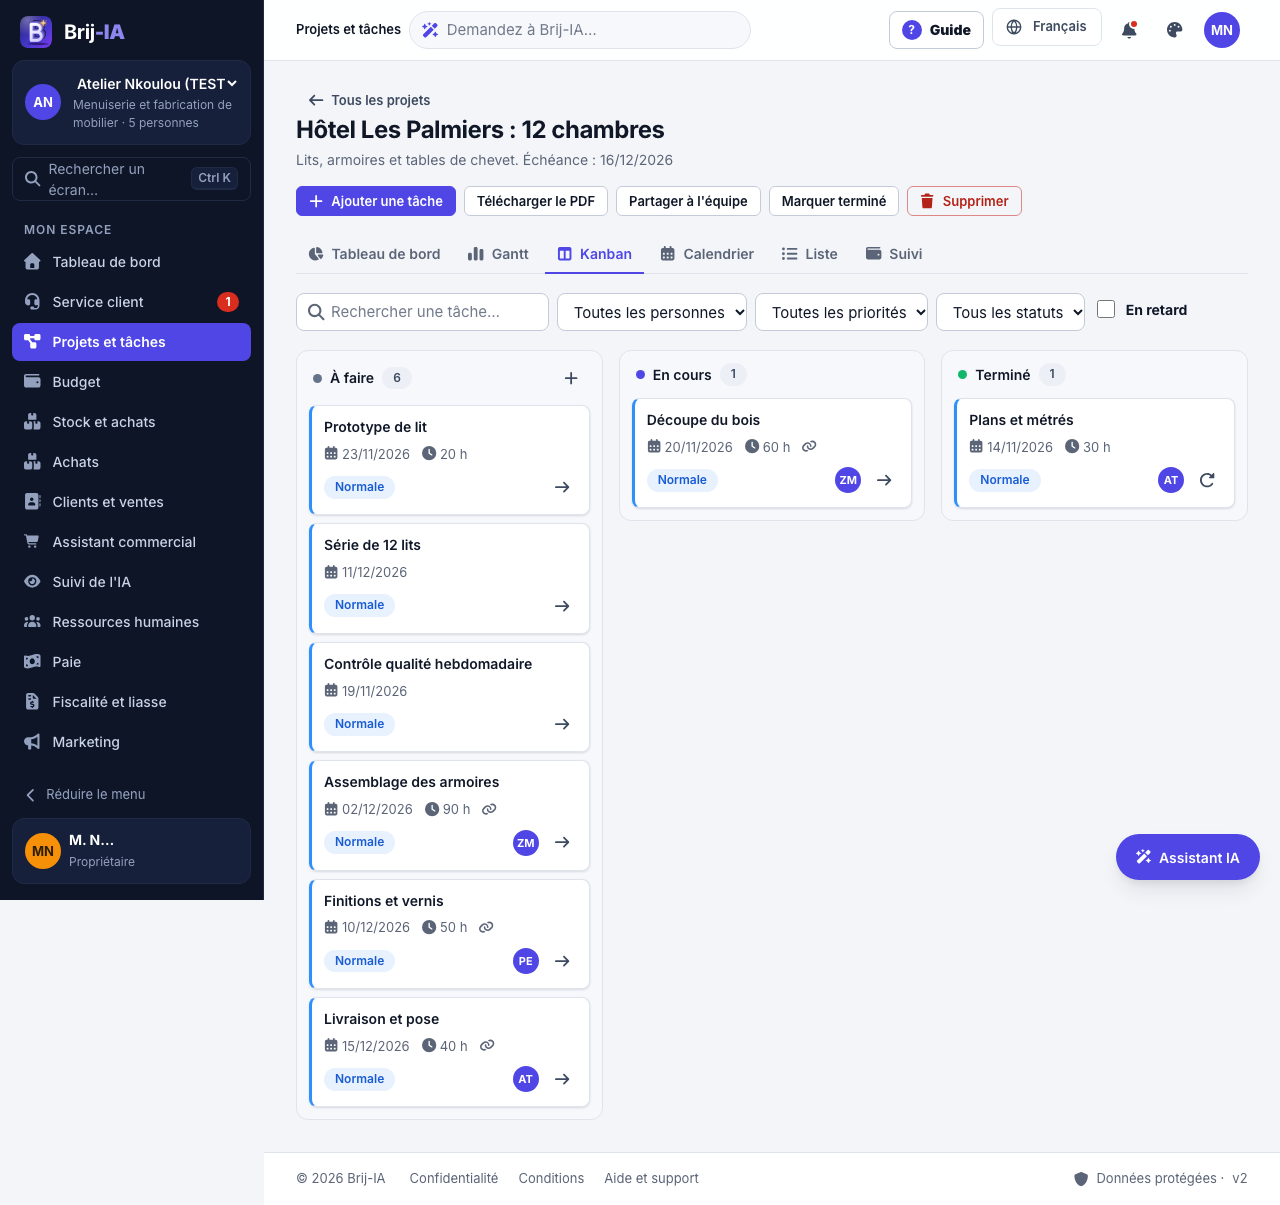 Brij-IA
AN
Atelier Nkoulou (TEST
Menuiserie et fabrication de
mobilier · 5 personnes
Rechercher un
écran...
Ctrl K
MON ESPACE
Tableau de bord
Service client
1
Projets et tâches
Budget
Stock et achats
Achats
Clients et ventes
Assistant commercial
Suivi de l'IA
Ressources humaines
Paie
Fiscalité et liasse
Marketing
Réduire le menu
MN
M. N...
Propriétaire
Projets et tâches
Demandez à Brij-IA...
? Guide
Français
MN
Tous les projets
Hôtel Les Palmiers : 12 chambres
Lits, armoires et tables de chevet. Échéance : 16/12/2026
Ajouter une tâche
Télécharger le PDF
Partager à l'équipe
Marquer terminé
Supprimer
Tableau de bord
Gantt
Kanban
Calendrier
Liste
Suivi
Rechercher une tâche...
Toutes les personnes
Toutes les priorités
Tous les statuts
En retard
À faire 6
Prototype de lit
23/11/2026 20 h
Normale
Série de 12 lits
11/12/2026
Normale
Contrôle qualité hebdomadaire
19/11/2026
Normale
Assemblage des armoires
02/12/2026 90 h
Normale ZM
Finitions et vernis
10/12/2026 50 h
Normale PE
Livraison et pose
15/12/2026 40 h
Normale AT
En cours 1
Découpe du bois
20/11/2026 60 h
Normale ZM
Terminé 1
Plans et métrés
14/11/2026 30 h
Normale AT
Assistant IA
© 2026 Brij-IA Confidentialité Conditions Aide et support
Données protégées · v2